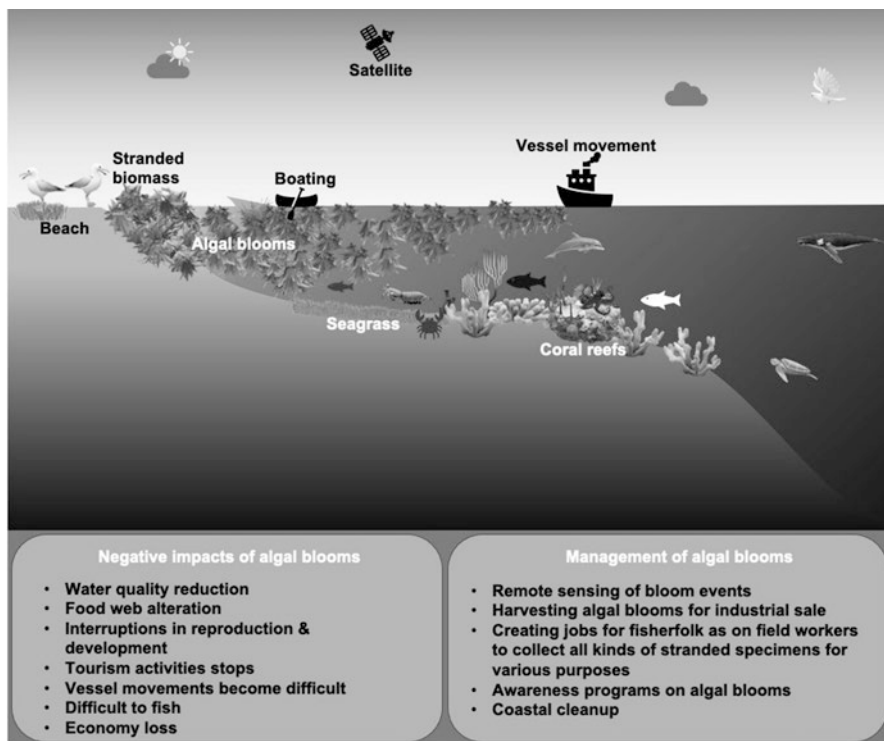 Satellite
Stranded
biomass
Boating
Vessel movement
Beach
Algal blooms
Seagrass
Coral reefs
Negative impacts of algal blooms
• Water quality reduction
• Food web alteration
• Interruptions in reproduction &
development
• Tourism activities stops
• Vessel movements become difficult
• Difficult to fish
• Economy loss
Management of algal blooms
• Remote sensing of bloom events
• Harvesting algal blooms for industrial sale
• Creating jobs for fisherfolk as on field workers
to collect all kinds of stranded specimens for
various purposes
• Awareness programs on algal blooms
• Coastal cleanup